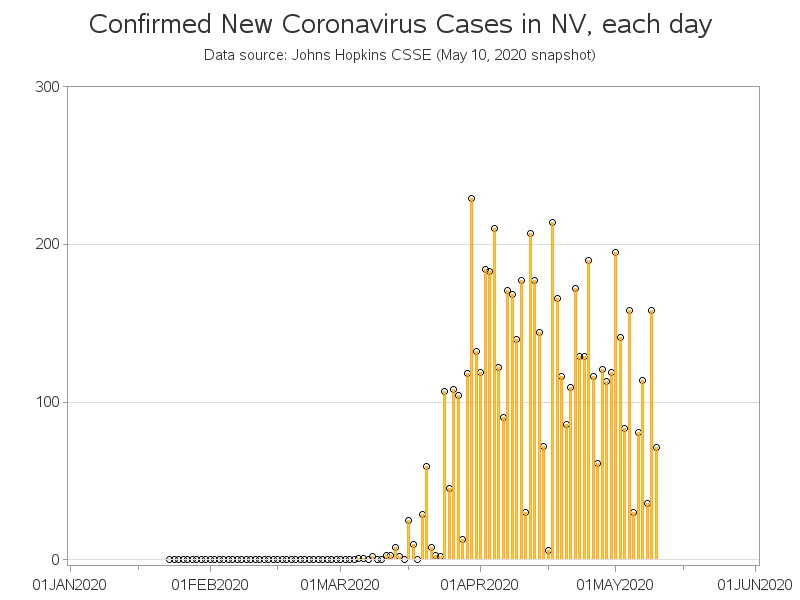 Confirmed New Coronavirus Cases in NV, each day
Data source: Johns Hopkins CSSE (May 10, 2020 snapshot)
300
200
100
0
01JAN2020 01FEB2020 01MAR2020 01APR2020 01MAY2020 01JUN2020